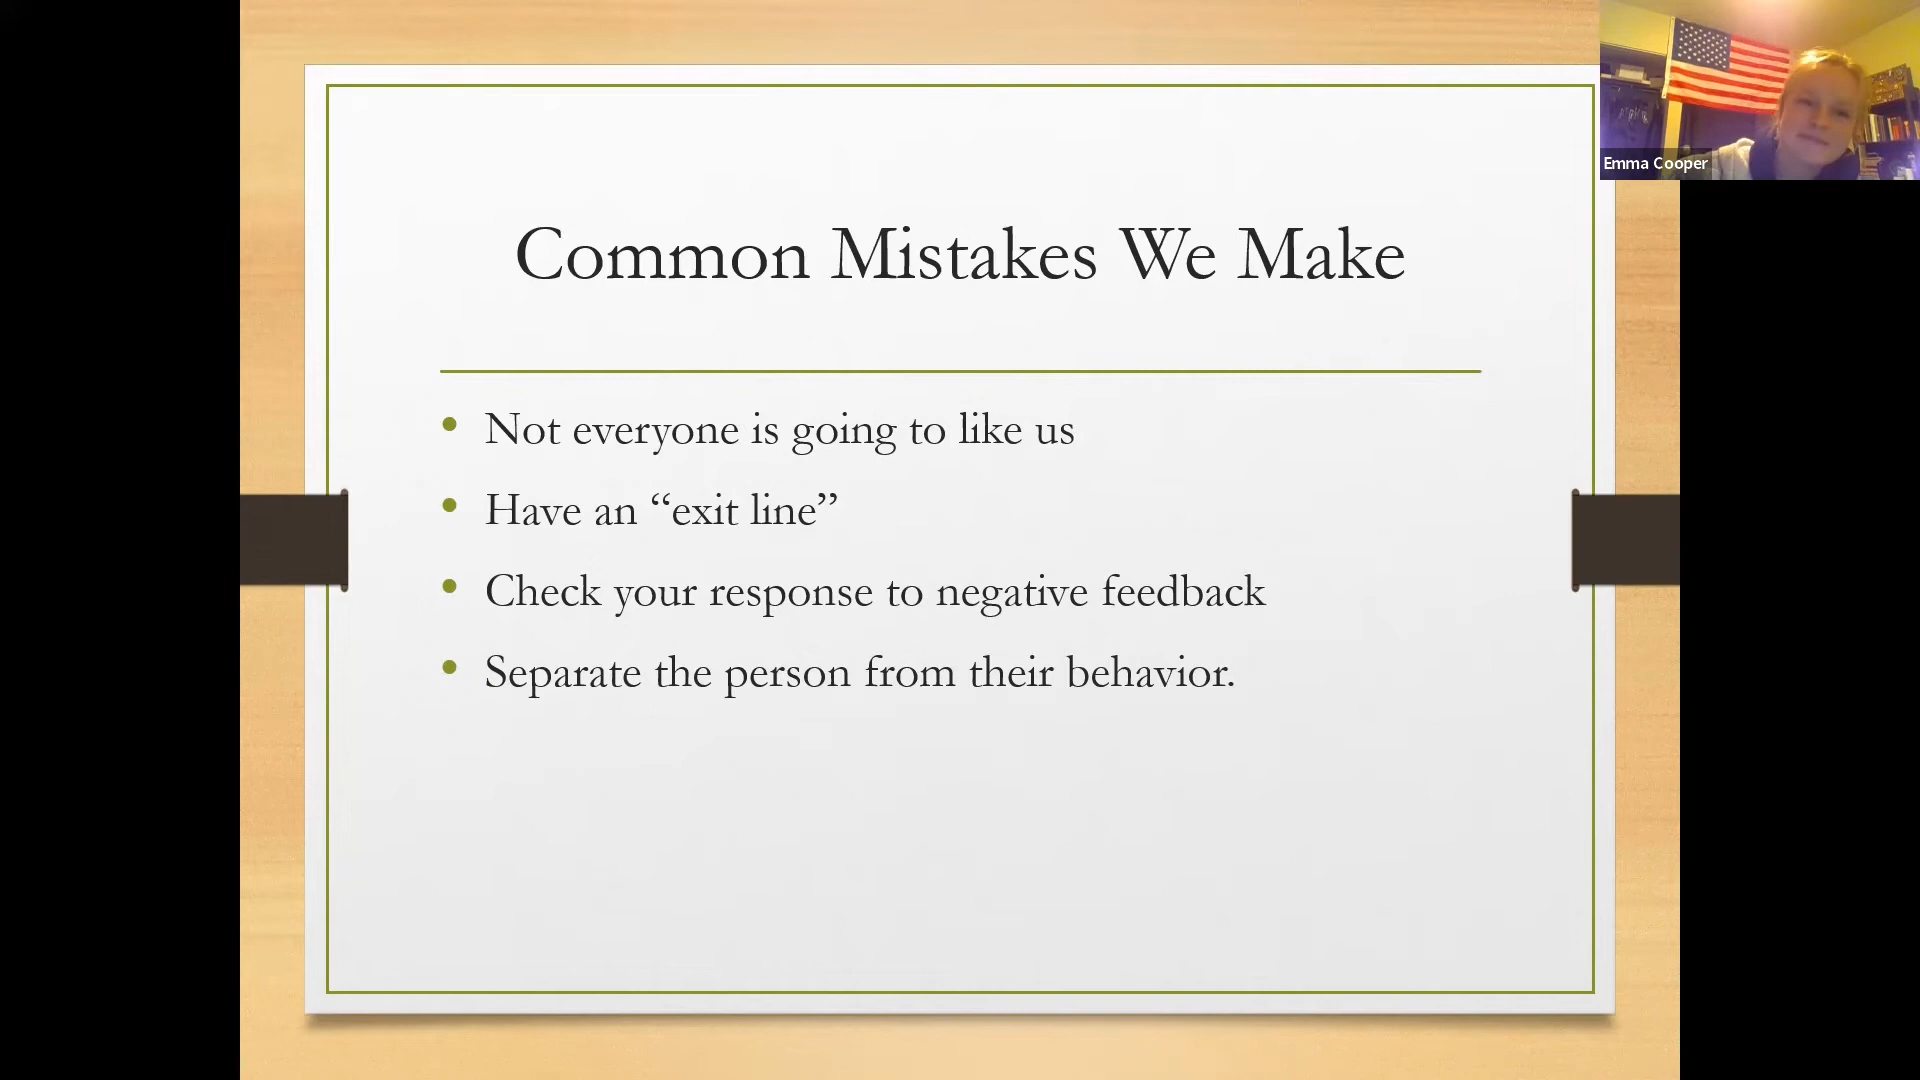 Common Mistakes We Make
Not everyone is going to like us
Have an “exit line”
Check your response to negative feedback
Separate the person from their behavior.
Emma Cooper